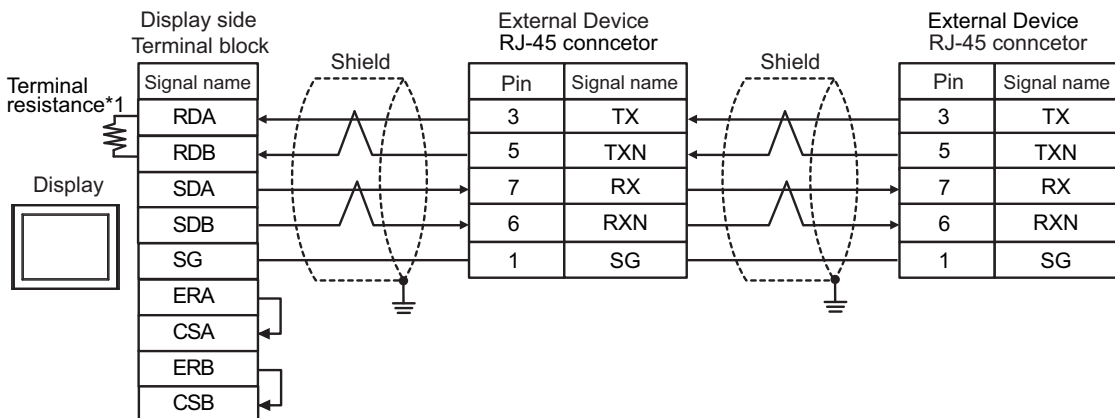 Display side
Terminal block
Shield
External Device
RJ-45 conncetor
Shield
External Device
RJ-45 conncetor
Terminal
resistance*1
Display
Signal name
RDA
RDB
SDA
SDB
SG
ERA
CSA
ERB
CSB
Pin Signal name
3 TX
5 TXN
7 RX
6 RXN
1 SG
Pin Signal name
3 TX
5 TXN
7 RX
6 RXN
1 SG